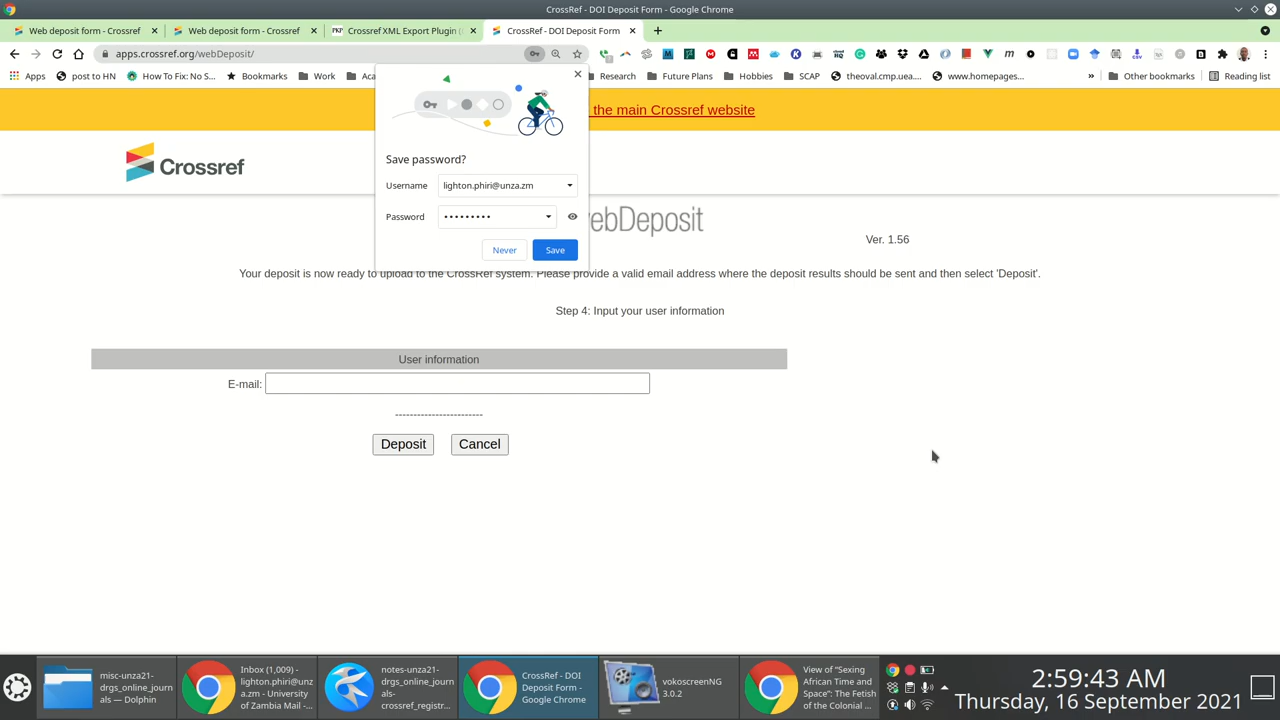 CrossRef - DOI Deposit Form - Google Chrome
Web deposit form - Crossref
Web deposit form - Crossref
Crossref XML Export Plugin (
CrossRef - DOI Deposit Form
apps.crossref.org/webDeposit/
Apps
post to HN
How To Fix: No S...
Bookmarks
Work
Aca
Research
Future Plans
Hobbies
SCAP
theoval.cmp.uea....
www.homepages...
»
Other bookmarks
Reading list
the main Crossref website
Crossref
Save password?
Username
lighton.phiri@unza.zm
Password
•••••••••
Never
Save
ebDeposit
Ver. 1.56
Your deposit is now ready to upload to the CrossRef system. Please provide a valid email address where the deposit results should be sent and then select 'Deposit'.
Step 4: Input your user information
User information
E-mail:
------------------------
Deposit
Cancel
misc-unza21-
drgs_online_journ
als — Dolphin
Inbox (1,009) -
lighton.phiri@unz
a.zm - University
of Zambia Mail -...
notes-unza21-
drgs_online_journ
als-
crossref_registr...
CrossRef - DOI
Deposit Form -
Google Chrome
vokoscreenNG
3.0.2
View of “Sexing
African Time and
Space”: The Fetish
of the Colonial ...
2:59:43 AM
Thursday, 16 September 2021